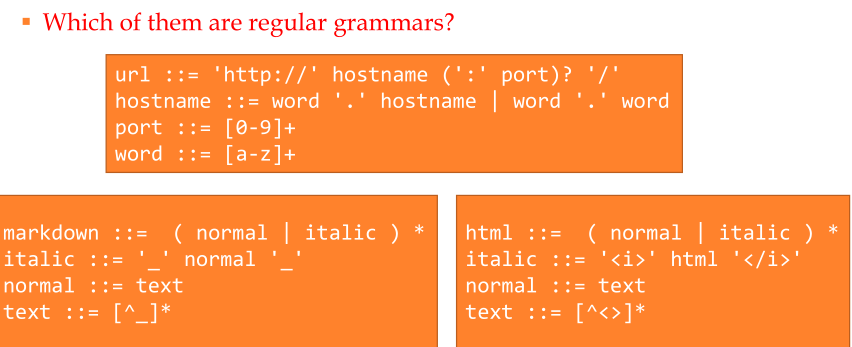 ▪ Which of them are regular grammars?
url ::= 'http://' hostname (':' port)? '/'
hostname ::= word '.' hostname | word '.' word
port ::= [0-9]+
word ::= [a-z]+
markdown ::=  ( normal | italic ) *
italic ::= '_' normal '_'
normal ::= text
text ::= [^_]*
html ::=  ( normal | italic ) *
italic ::= '<i>' html '</i>'
normal ::= text
text ::= [^<>]*